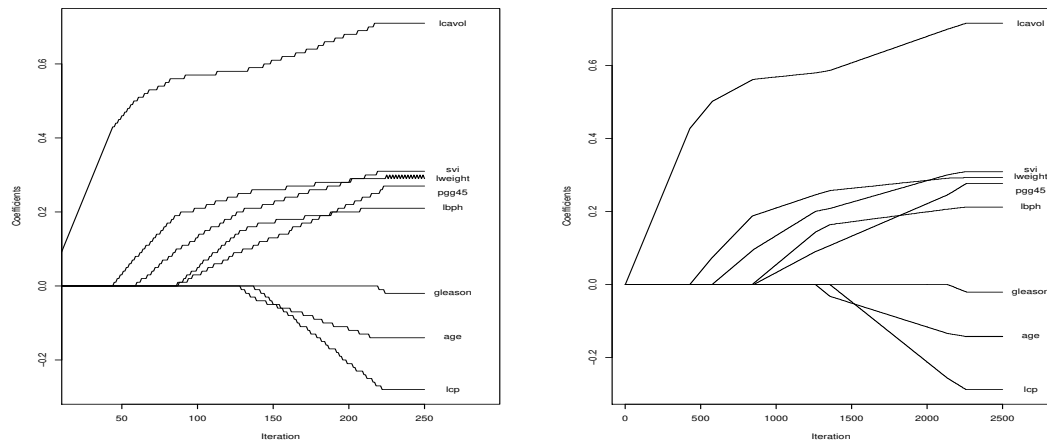 Coefficients
0.6
0.4
0.2
0.0
−0.2
50
100
150
200
250
Iteration
lcavol
svi
lweight
pgg45
lbph
gleason
age
lcp
Coefficients
0.6
0.4
0.2
0.0
−0.2
0
500
1000
1500
2000
2500
Iteration
lcavol
svi
lweight
pgg45
lbph
gleason
age
lcp